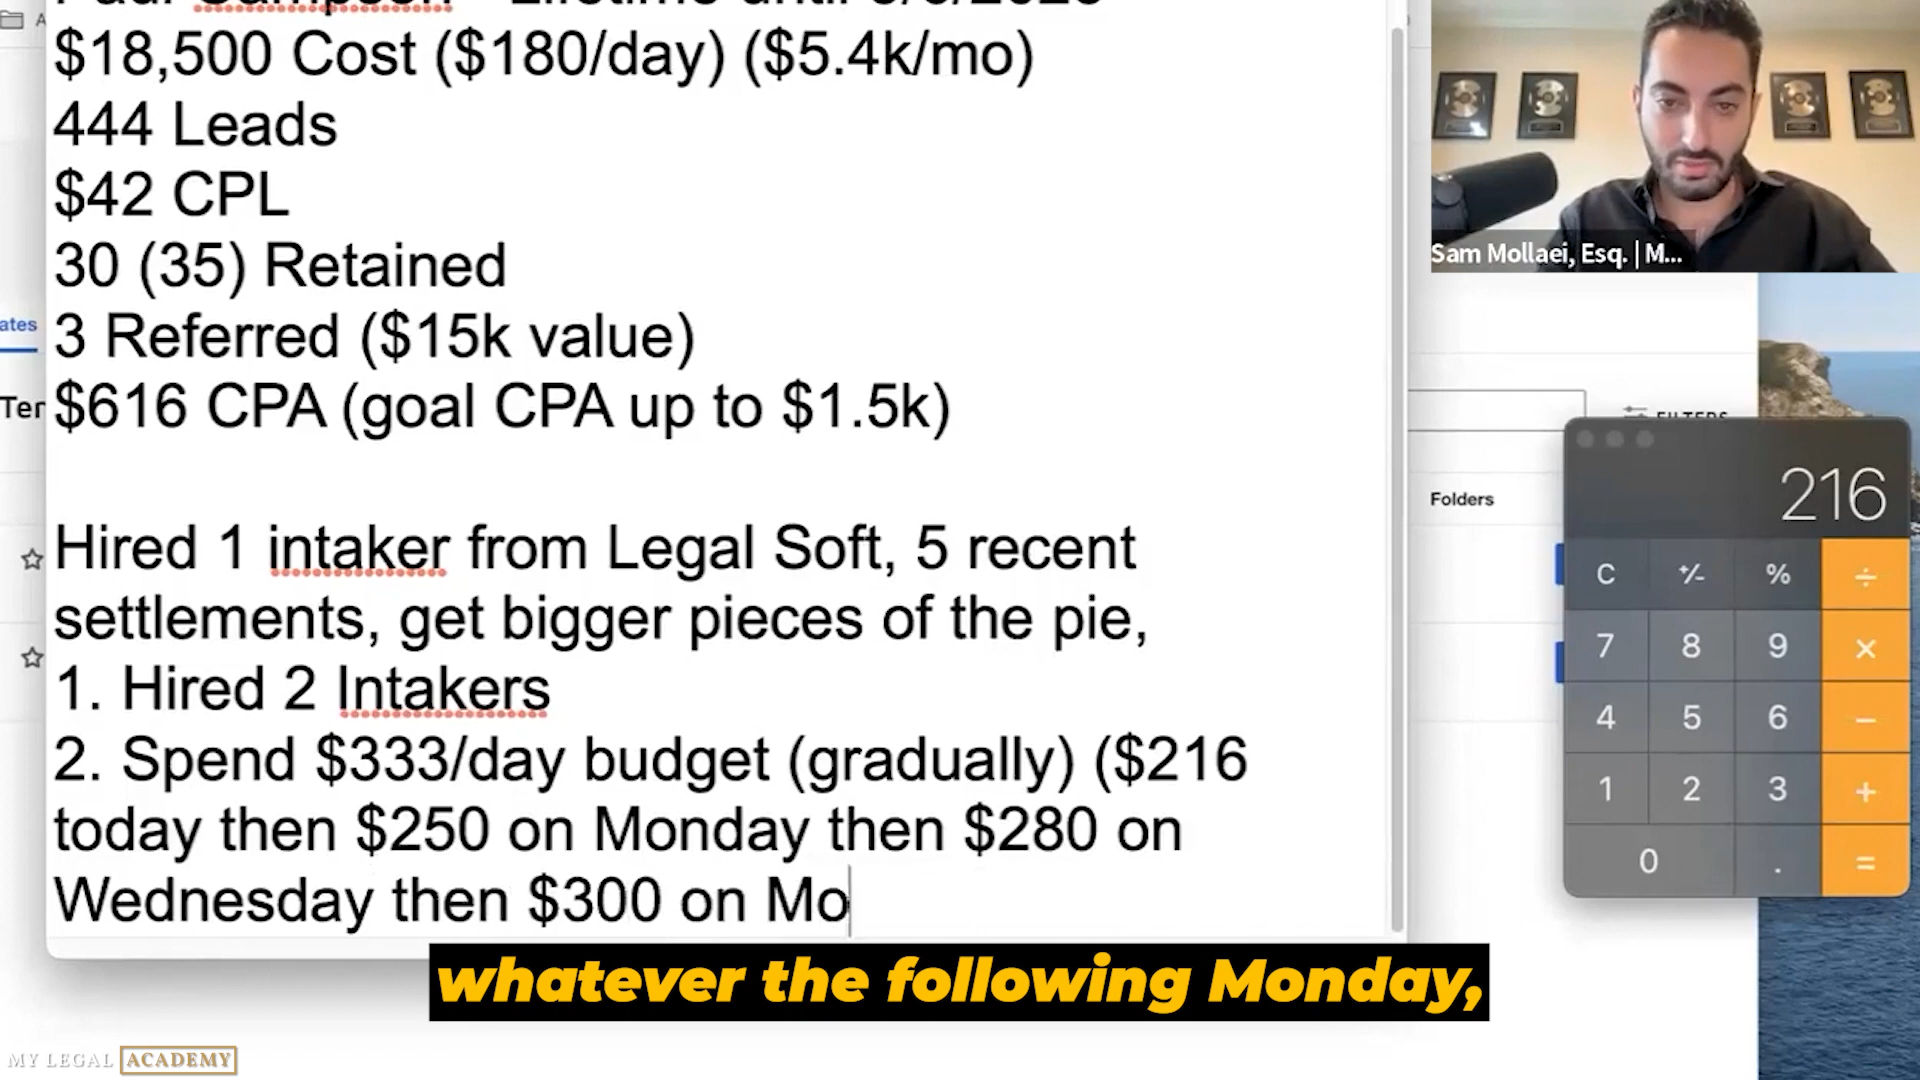 $18,500 Cost ($180/day) ($5.4k/mo)
444 Leads
$42 CPL
30 (35) Retained
3 Referred ($15k value)
$616 CPA (goal CPA up to $1.5k)
Hired 1 intaker from Legal Soft, 5 recent
settlements, get bigger pieces of the pie,
1. Hired 2 Intakers
2. Spend $333/day budget (gradually) ($216
today then $250 on Monday then $280 on
Wednesday then $300 on Mo
whatever the following Monday,
Sam Mollaei, Esq. | M...
ates
Ter
FILTERS
Folders
216
C +/- % ÷
7 8 9 ×
4 5 6 −
1 2 3 +
0 . =
MY LEGAL ACADEMY